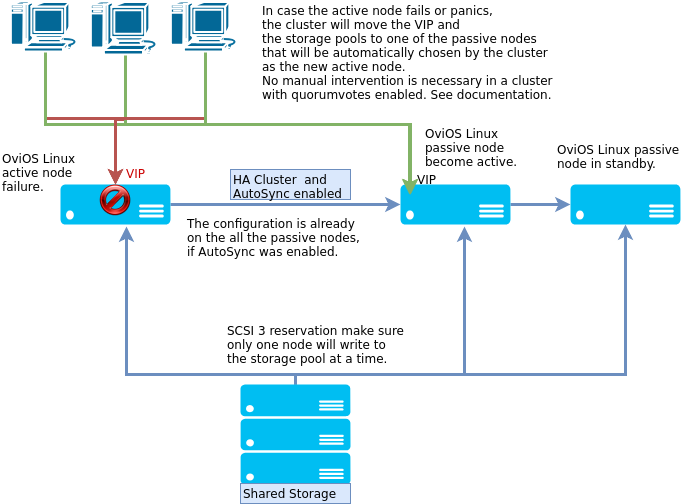 In case the active node fails or panics,
the cluster will move the VIP and
the storage pools to one of the passive nodes
that will be automatically chosen by the cluster
as the new active node.
No manual intervention is necessary in a cluster
with quorumvotes enabled. See documentation.
OviOS Linux
active node
failure.
VIP
HA Cluster and
AutoSync enabled
OviOS Linux
passive node
become active.
VIP
OviOS Linux passive
node in standby.
The configuration is already
on the all the passive nodes,
if AutoSync was enabled.
SCSI 3 reservation make sure
only one node will write to
the storage pool at a time.
Shared Storage